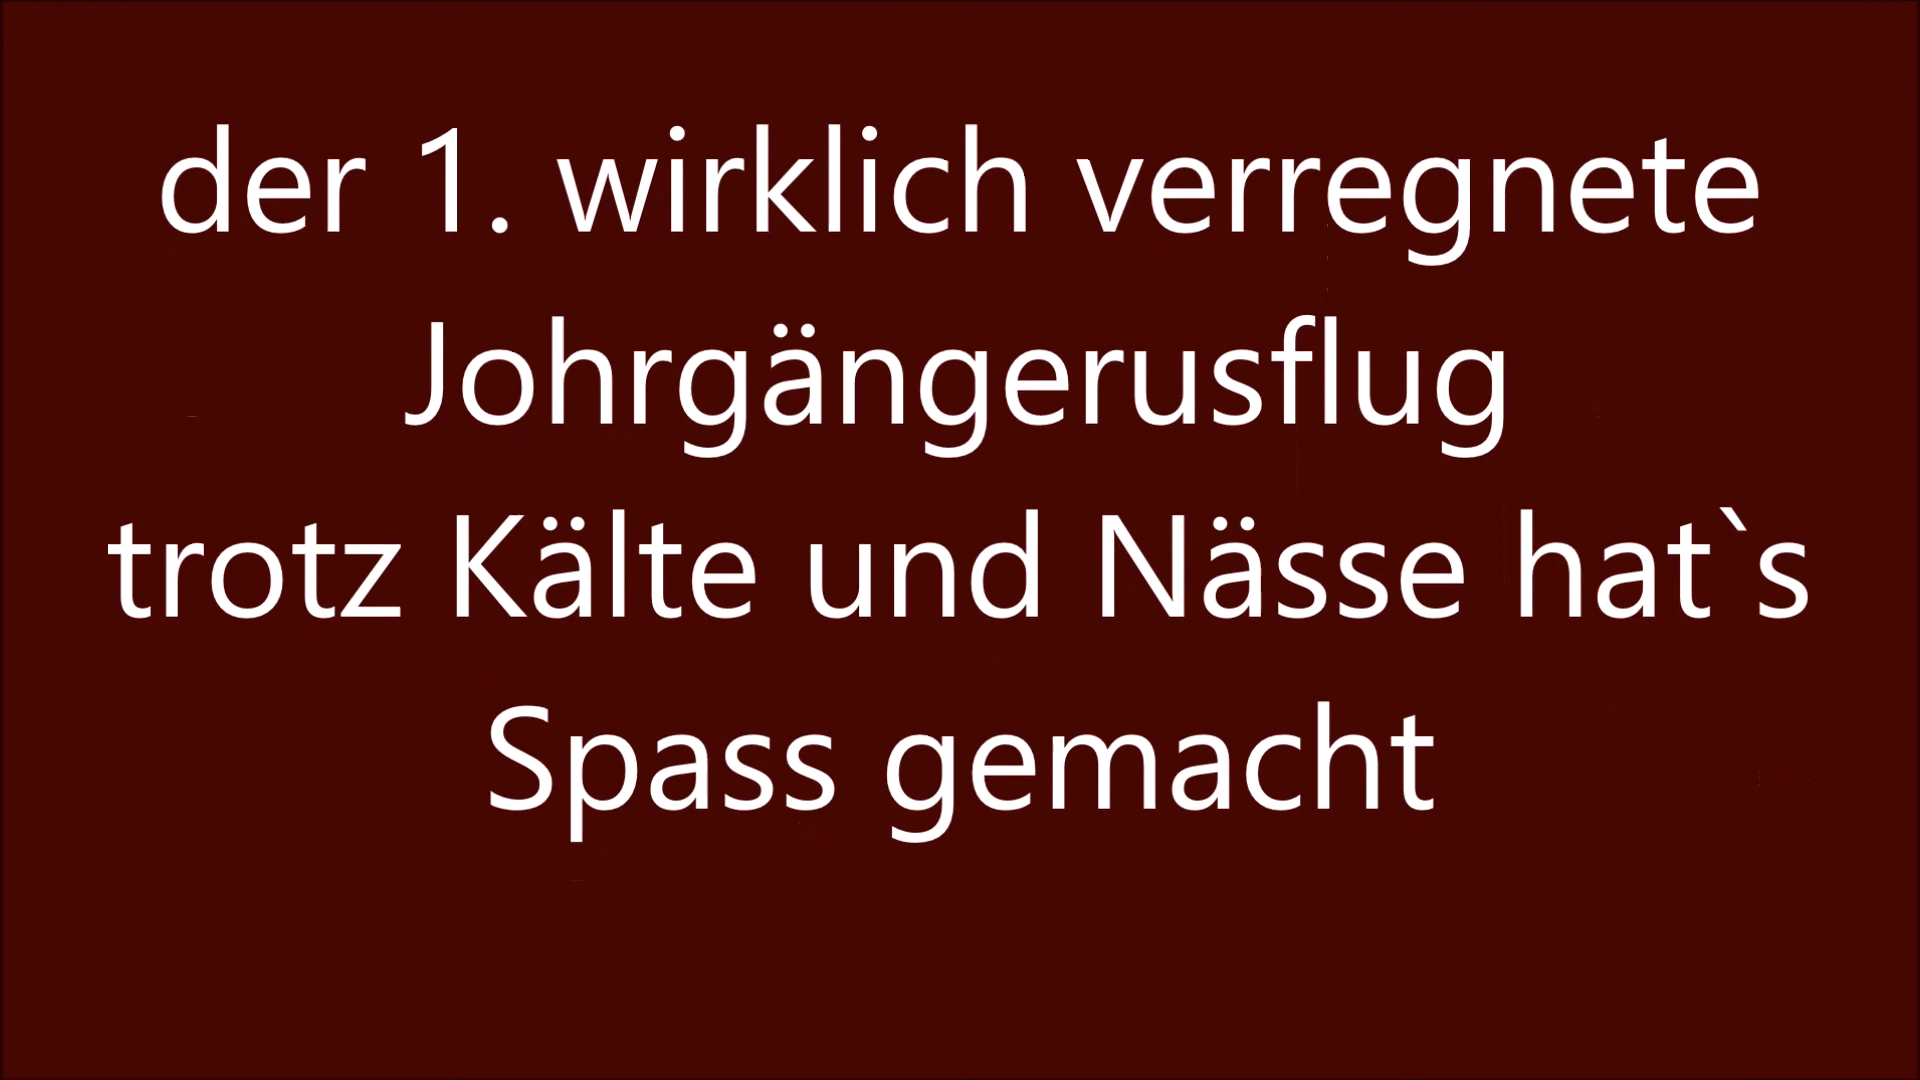 der 1. wirklich verregnete
Johrgängerusflug
trotz Kälte und Nässe hat`s
Spass gemacht